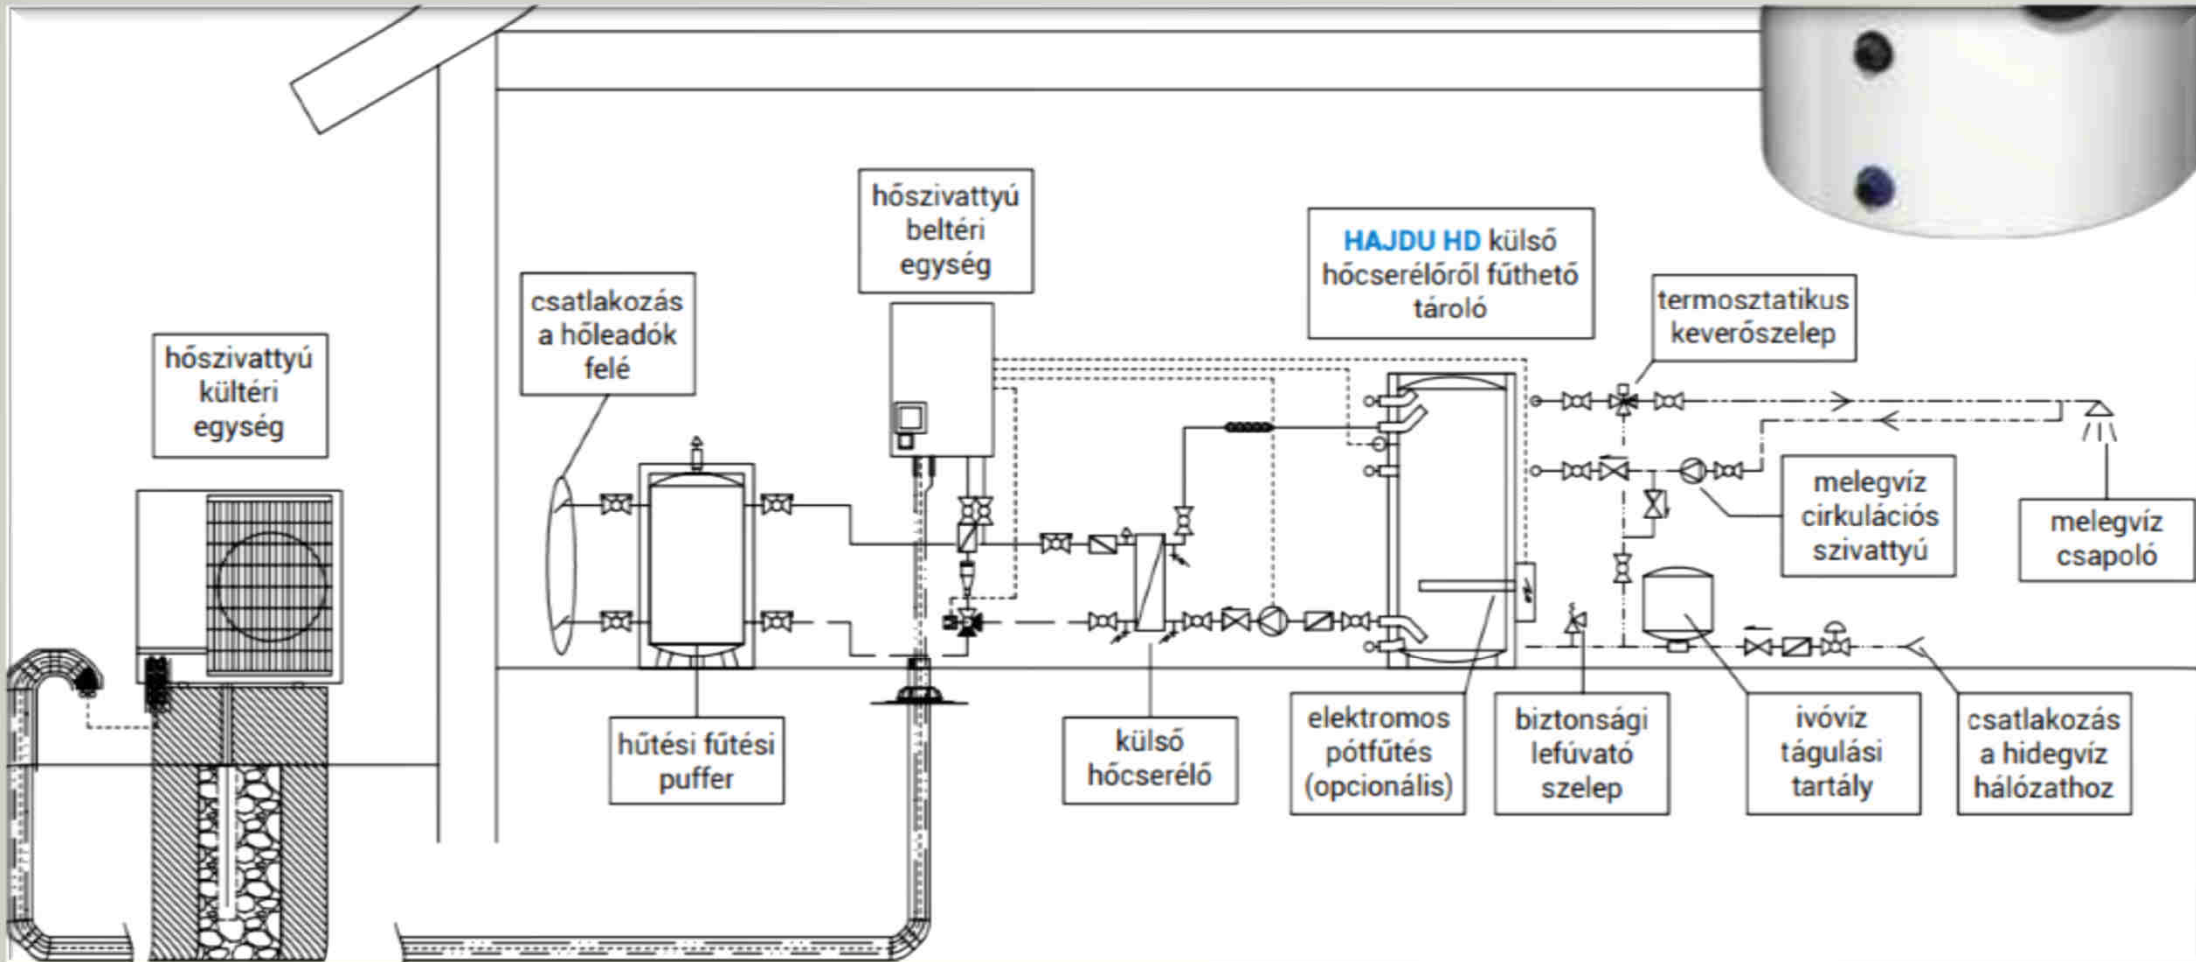 hőszivattyú
kültéri
egység
csatlakozás
a hőleadók
felé
hőszivattyú
beltéri
egység
HAJDU HD külső
hőcserélőről fűthető
tároló
termosztatikus
keverőszelep
melegvíz
cirkulációs
szivattyú
melegvíz
csapoló
hűtési fűtési
puffer
külső
hőcserélő
elektromos
pótfűtés
(opcionális)
biztonsági
lefúvató
szelep
ivóvíz
tágulási
tartály
csatlakozás
a hidegvíz
hálózathoz